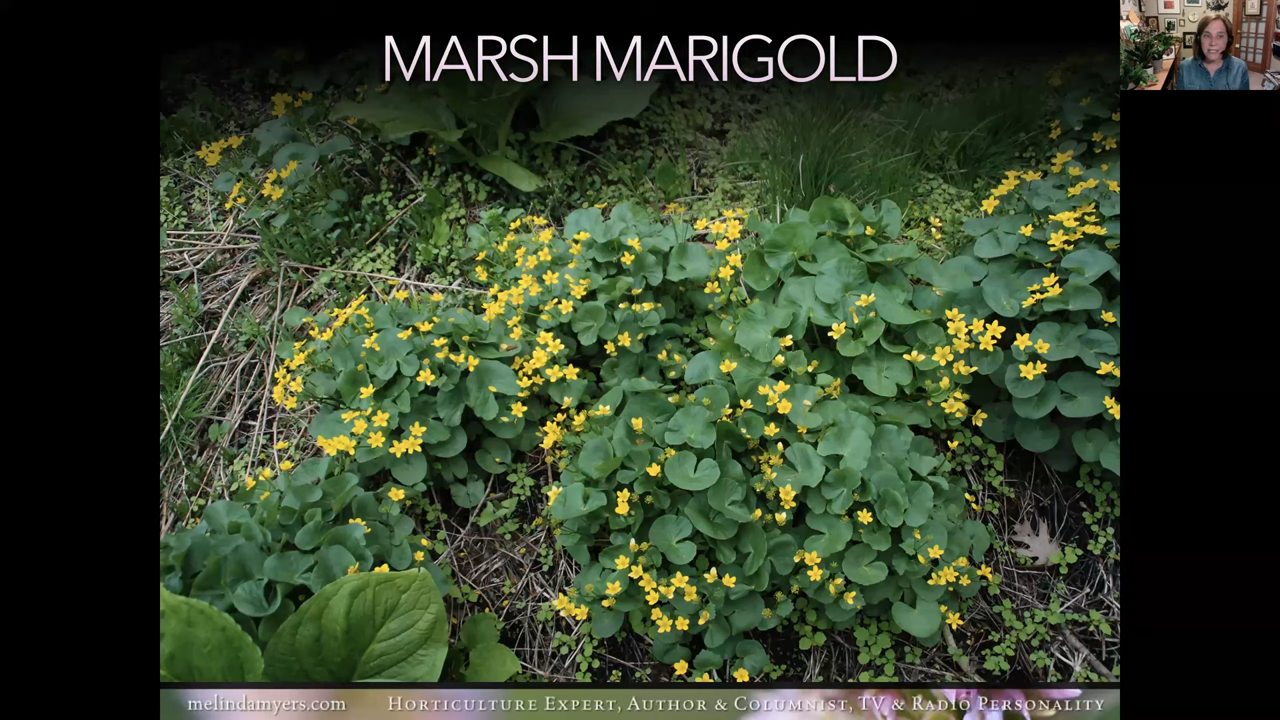 MARSH MARIGOLD
melindamyers.com HORTICULTURE EXPERT, AUTHOR & COLUMNIST, TV & RADIO PERSONALITY